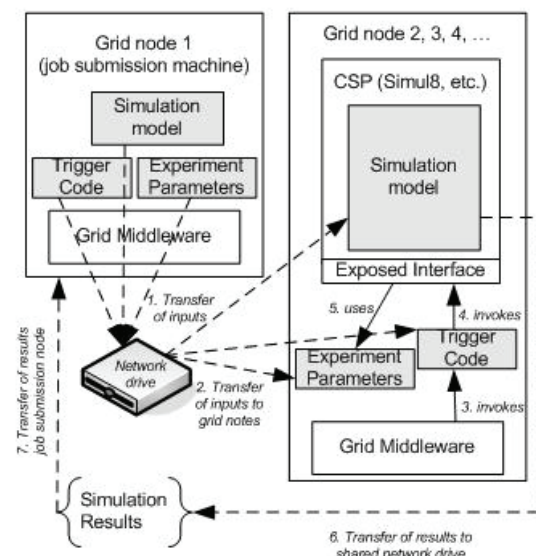 Grid node 1
(job submission machine)
Simulation
model
Trigger
Code
Experiment
Parameters
Grid Middleware
Grid node 2, 3, 4, …
CSP (Simul8, etc.)
Simulation
model
Exposed Interface
1. Transfer
of inputs
5. uses
4. invokes
Network
drive
Experiment
Parameters
Trigger
Code
2. Transfer
of inputs to
grid notes
3. invokes
Grid Middleware
7. Transfer of results
job submission node
Simulation
Results
6. Transfer of results to
shared network drive